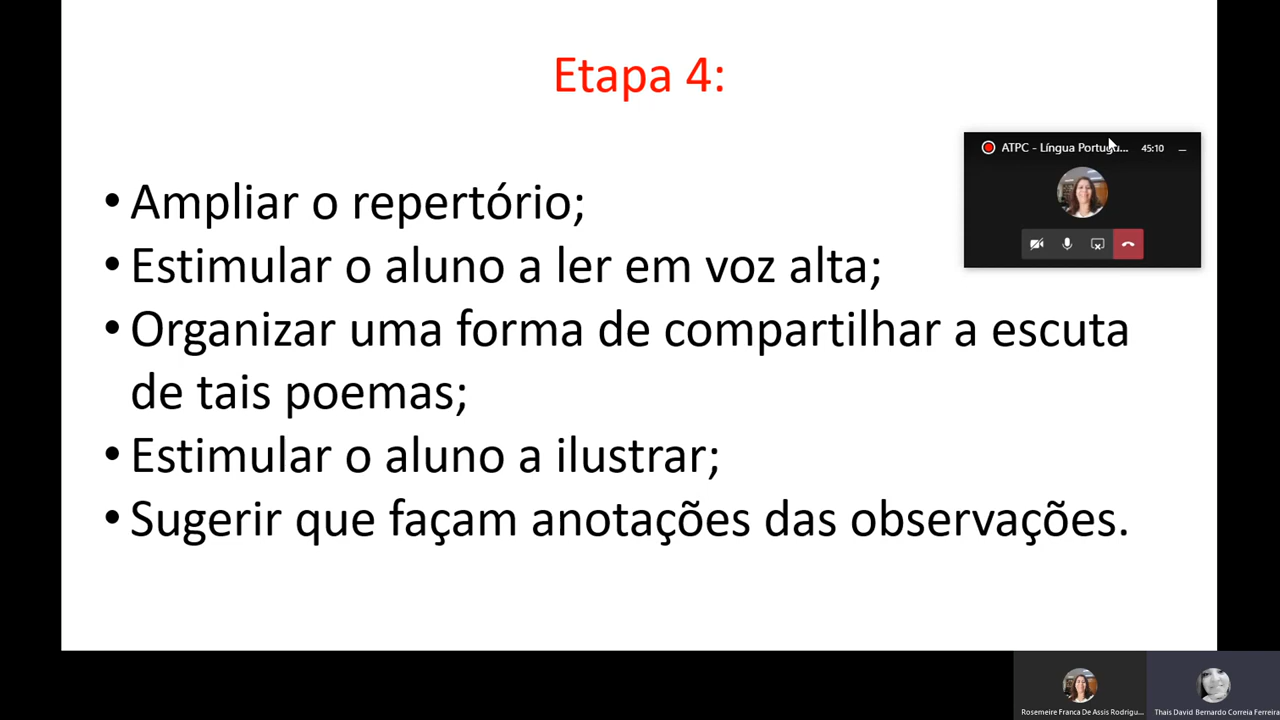 Etapa 4:
ATPC - Língua Portugu... 45:10
• Ampliar o repertório;
• Estimular o aluno a ler em voz alta;
• Organizar uma forma de compartilhar a escuta
de tais poemas;
• Estimular o aluno a ilustrar;
• Sugerir que façam anotações das observações.
Rosemeire Franca De Assis Rodrigu...
Thais David Bernardo Correia Ferreira